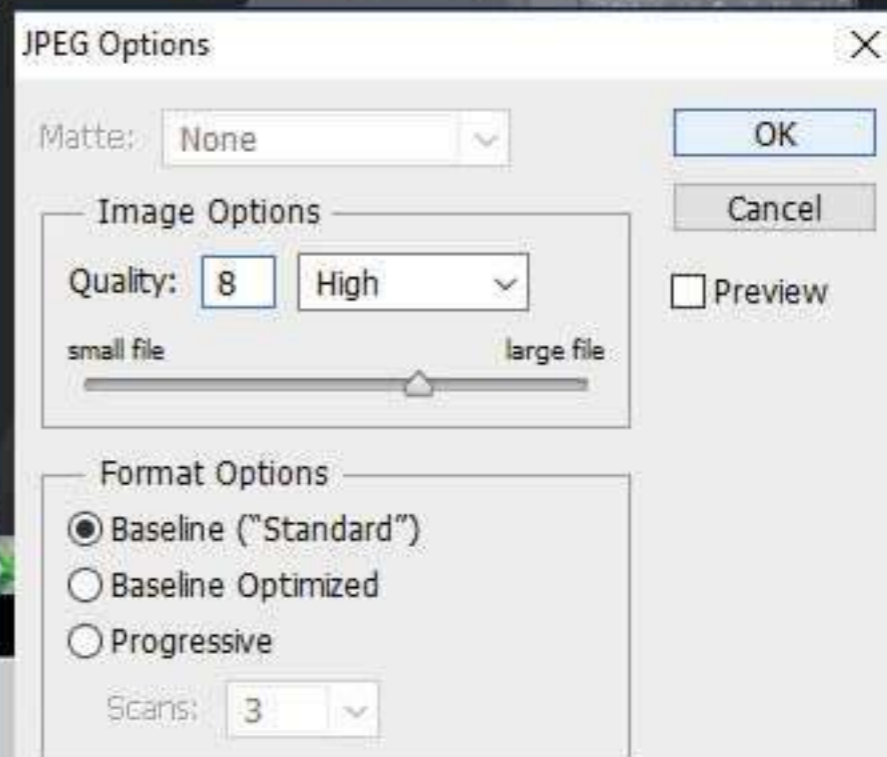 JPEG Options
Matte: None
OK
Cancel
Preview
Image Options
Quality: 8 High
small file large file
Format Options
Baseline (“Standard”)
Baseline Optimized
Progressive
Scans: 3